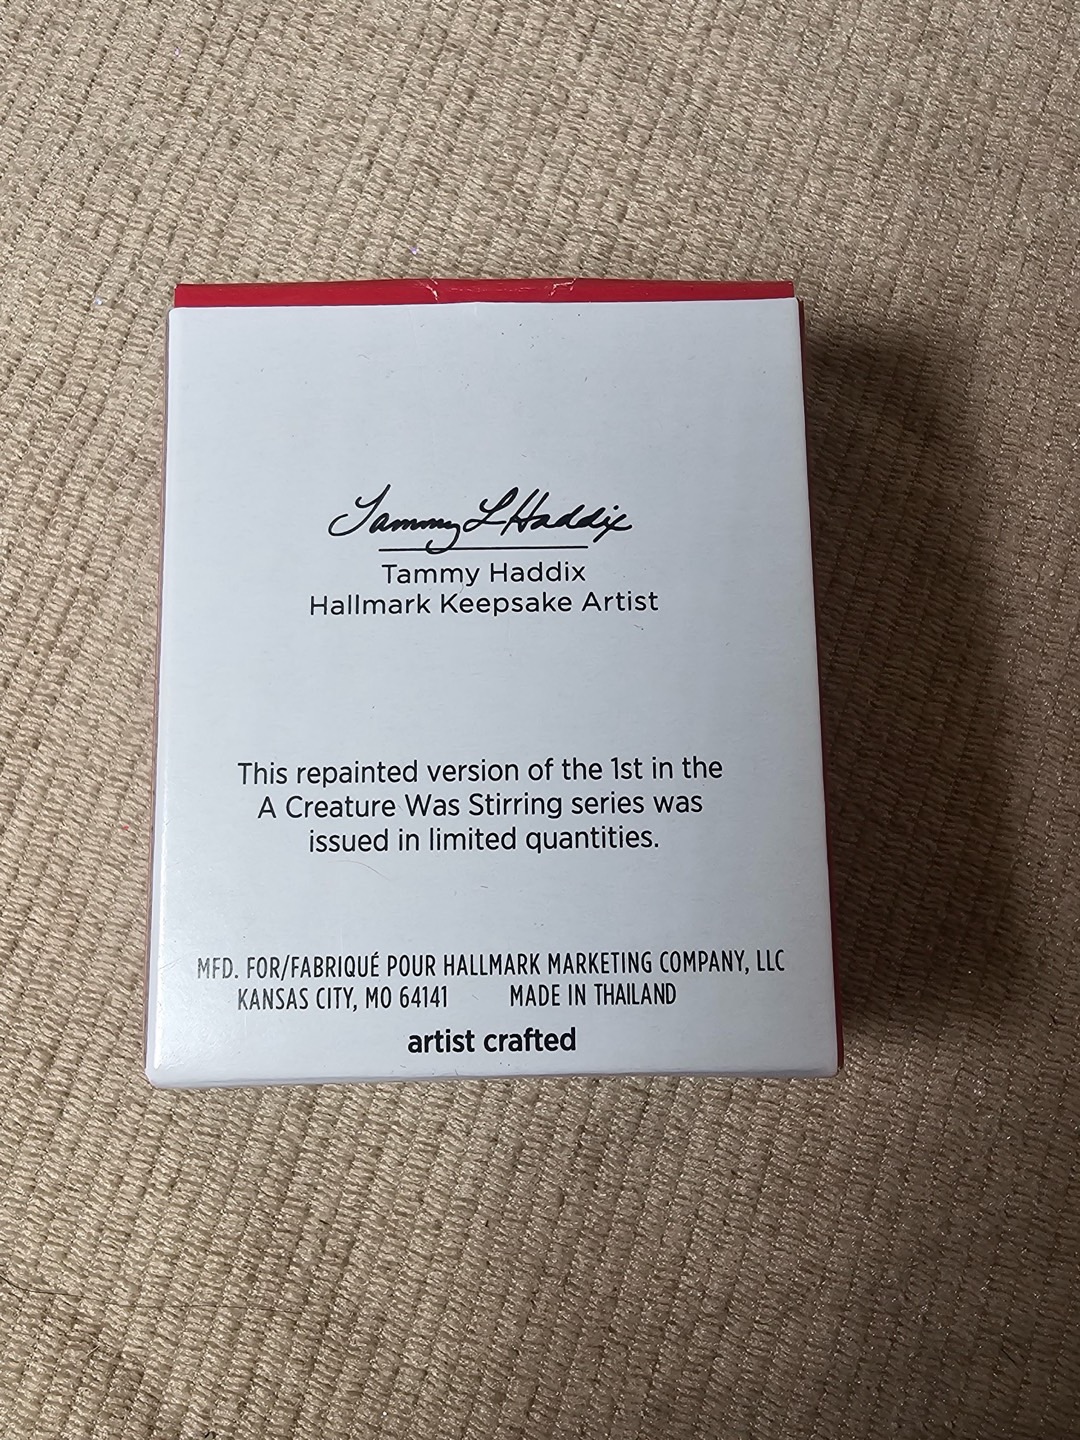 Tammy L Haddix
Tammy Haddix
Hallmark Keepsake Artist
This repainted version of the 1st in the
A Creature Was Stirring series was
issued in limited quantities.
MFD. FOR/FABRIQUÉ POUR HALLMARK MARKETING COMPANY, LLC
KANSAS CITY, MO 64141 MADE IN THAILAND
artist crafted